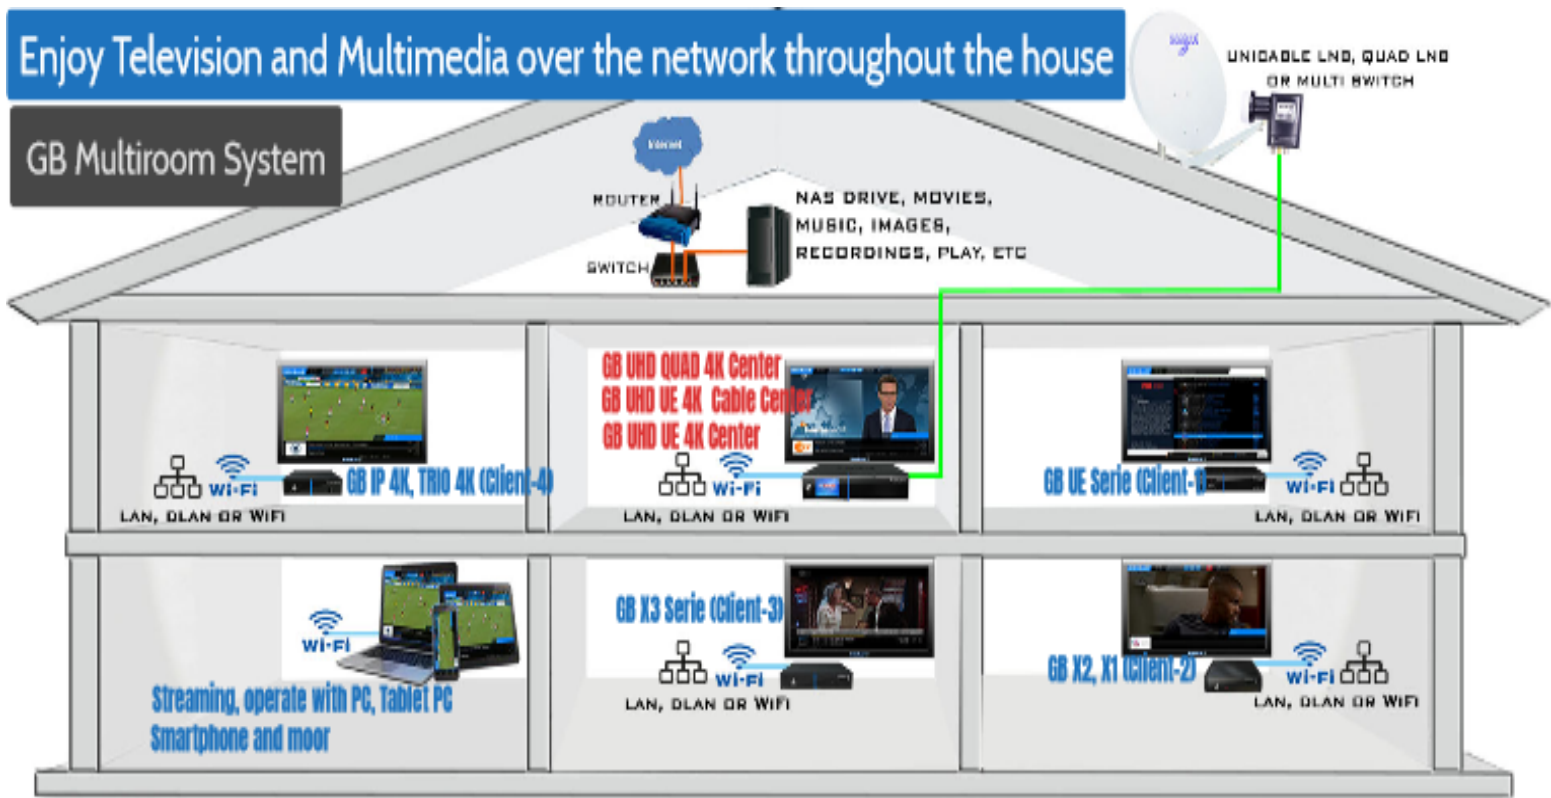 Enjoy Television and Multimedia over the network throughout the house
GB Multiroom System
UNICABLE LNB, QUAD LNB
OR MULTI SWITCH
Internet
ROUTER
SWITCH
NAS DRIVE, MOVIES,
MUSIC, IMAGES,
RECORDINGS, PLAY, ETC
Wi-Fi
GB IP 4K, TRIO 4K (Client-4)
LAN, DLAN OR WiFi
GB UHD QUAD 4K Center
GB UHD UE 4K Cable Center
GB UHD UE 4K Center
Wi-Fi
LAN, DLAN OR WiFi
GB UE Serie (Client-1)
Wi-Fi
LAN, DLAN OR WiFi
Wi-Fi
Streaming, operate with PC, Tablet PC
Smartphone and moor
GB X3 Serie (Client-3)
Wi-Fi
LAN, DLAN OR WiFi
GB X2, X1 (Client-2)
Wi-Fi
LAN, DLAN OR WiFi